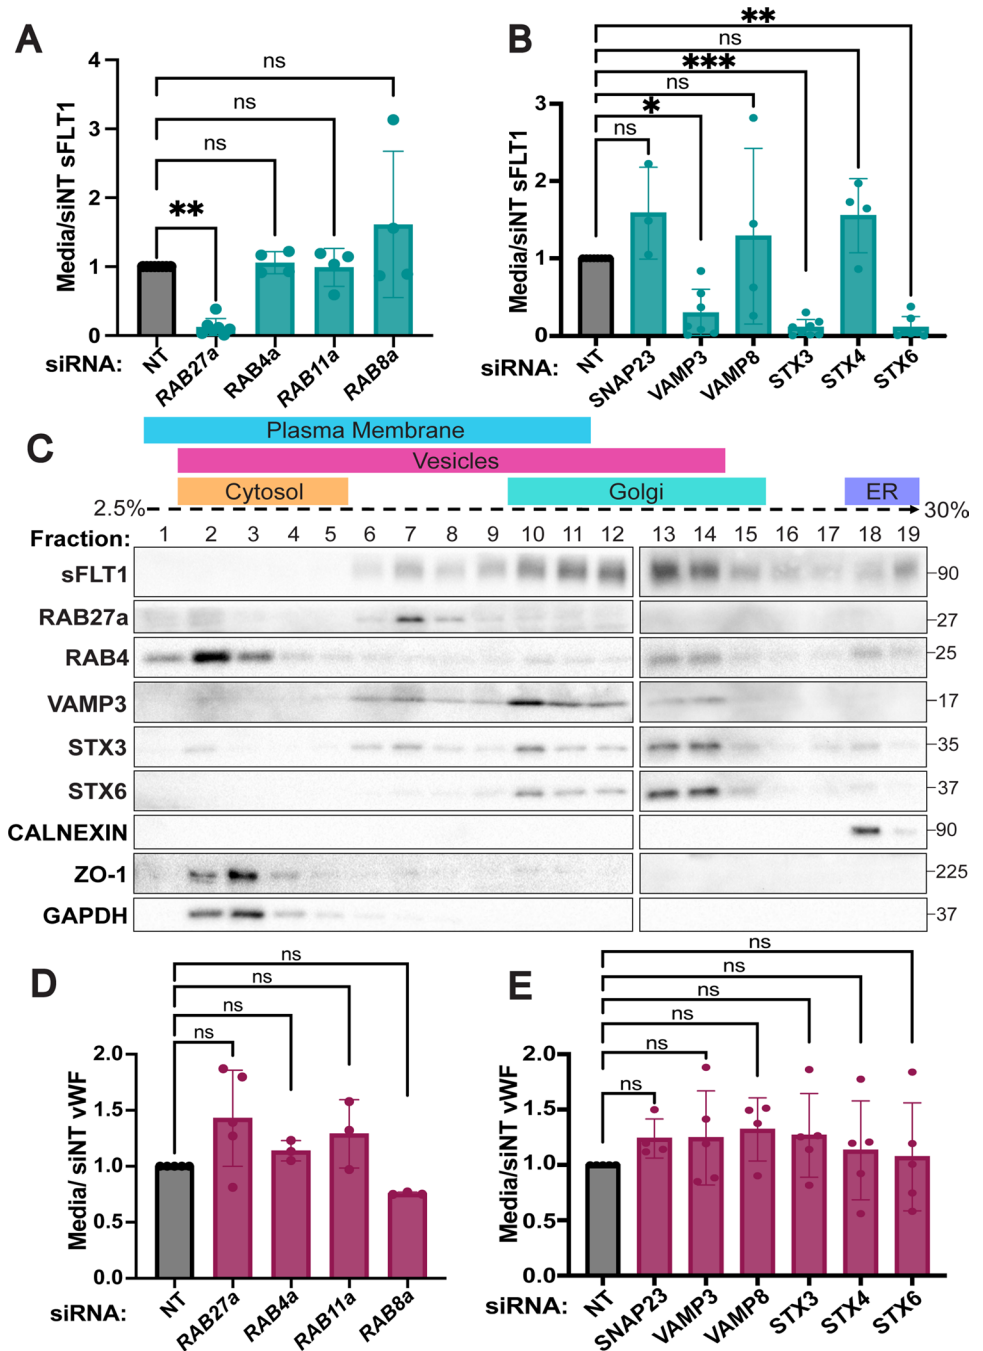 A
ns
ns
ns
**
4
3
2
1
0
Media/siNT sFLT1
siRNA:
NT
RAB27a
RAB4a
RAB11a
RAB8a
B
**
ns
***
ns
*
ns
3
2
1
0
Media/siNT sFLT1
siRNA:
NT
SNAP23
VAMP3
VAMP8
STX3
STX4
STX6
C
Plasma Membrane
Vesicles
Cytosol
Golgi
ER
2.5%
30%
Fraction: 1 2 3 4 5 6 7 8 9 10 11 12 13 14 15 16 17 18 19
sFLT1 90
RAB27a 27
RAB4 25
VAMP3 17
STX3 35
STX6 37
CALNEXIN 90
ZO-1 225
GAPDH 37
D
ns
ns
ns
ns
2.0
1.5
1.0
0.5
0.0
Media/ siNT vWF
siRNA:
NT
RAB27a
RAB4a
RAB11a
RAB8a
E
ns
ns
ns
ns
ns
ns
2.0
1.5
1.0
0.5
0.0
Media/siNT vWF
siRNA:
NT
SNAP23
VAMP3
VAMP8
STX3
STX4
STX6